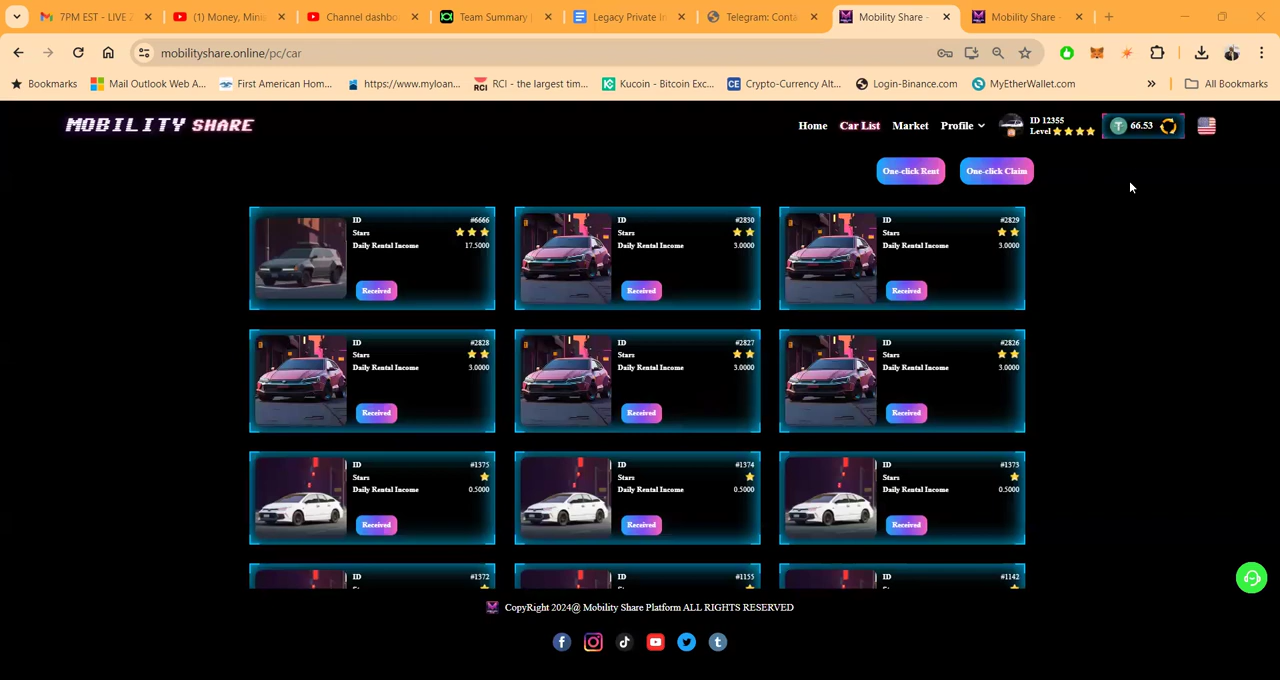 7PM EST - LIVE
(1) Money, Mini
Channel dashbo
Team Summary
Legacy Private In
Telegram: Conta
Mobility Share -
Mobility Share -
mobilityshare.online/pc/car
Bookmarks
Mail Outlook Web A...
First American Hom...
https://www.myloan...
RCI - the largest tim...
Kucoin - Bitcoin Exc...
Crypto-Currency Alt...
Login-Binance.com
MyEtherWallet.com
All Bookmarks
MOBILITY SHARE
Home
Car List
Market
Profile
ID 12355
Level
66.53
One-click Rent
One-click Claim
ID #6666
Stars
Daily Rental Income 17.5000
Received
ID #2830
Stars
Daily Rental Income 3.0000
Received
ID #2829
Stars
Daily Rental Income 3.0000
Received
ID #2828
Stars
Daily Rental Income 3.0000
Received
ID #2827
Stars
Daily Rental Income 3.0000
Received
ID #2826
Stars
Daily Rental Income 3.0000
Received
ID #1375
Stars
Daily Rental Income 0.5000
Received
ID #1374
Stars
Daily Rental Income 0.5000
Received
ID #1373
Stars
Daily Rental Income 0.5000
Received
ID #1372
ID #1155
ID #1142
CopyRight 2024@ Mobility Share Platform ALL RIGHTS RESERVED